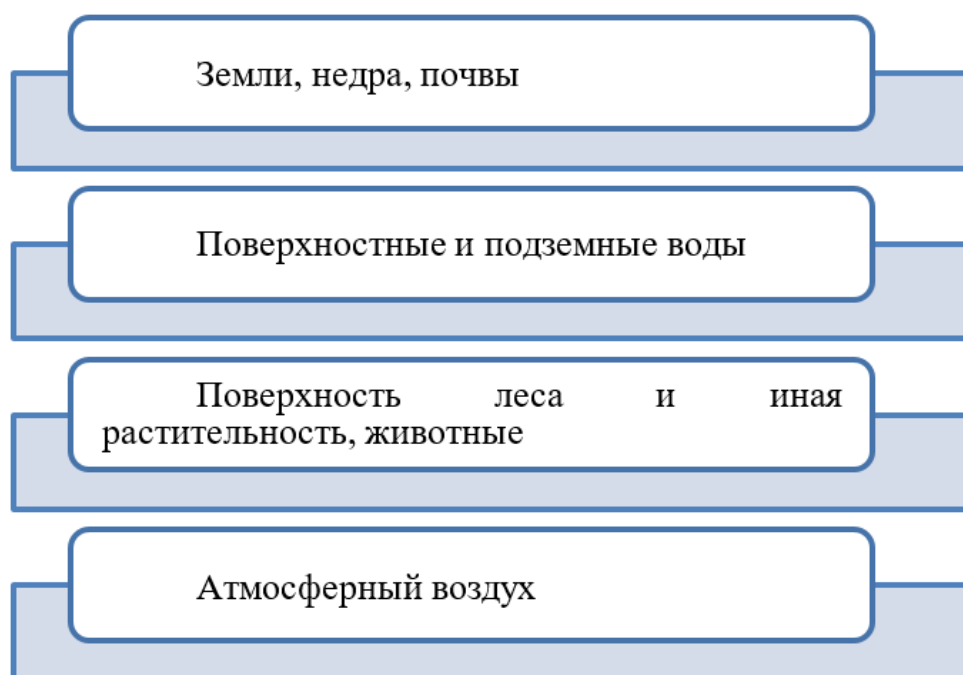 Земли, недра, почвы
Поверхностные и подземные воды
Поверхность леса и иная
растительность, животные
Атмосферный воздух